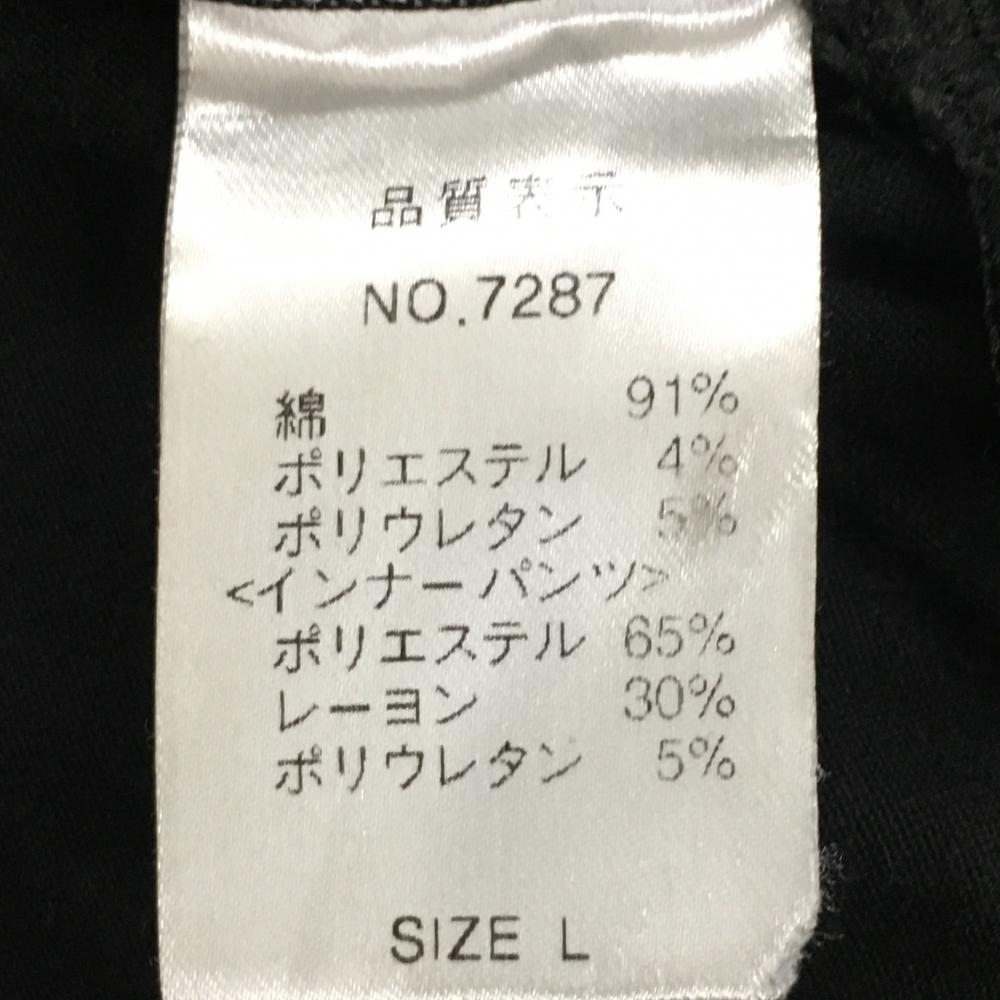 品質表示
NO.7287
綿 91%
ポリエステル 4%
ポリウレタン 5%
<インナーパンツ>
ポリエステル 65%
レーヨン 30%
ポリウレタン 5%
SIZE L